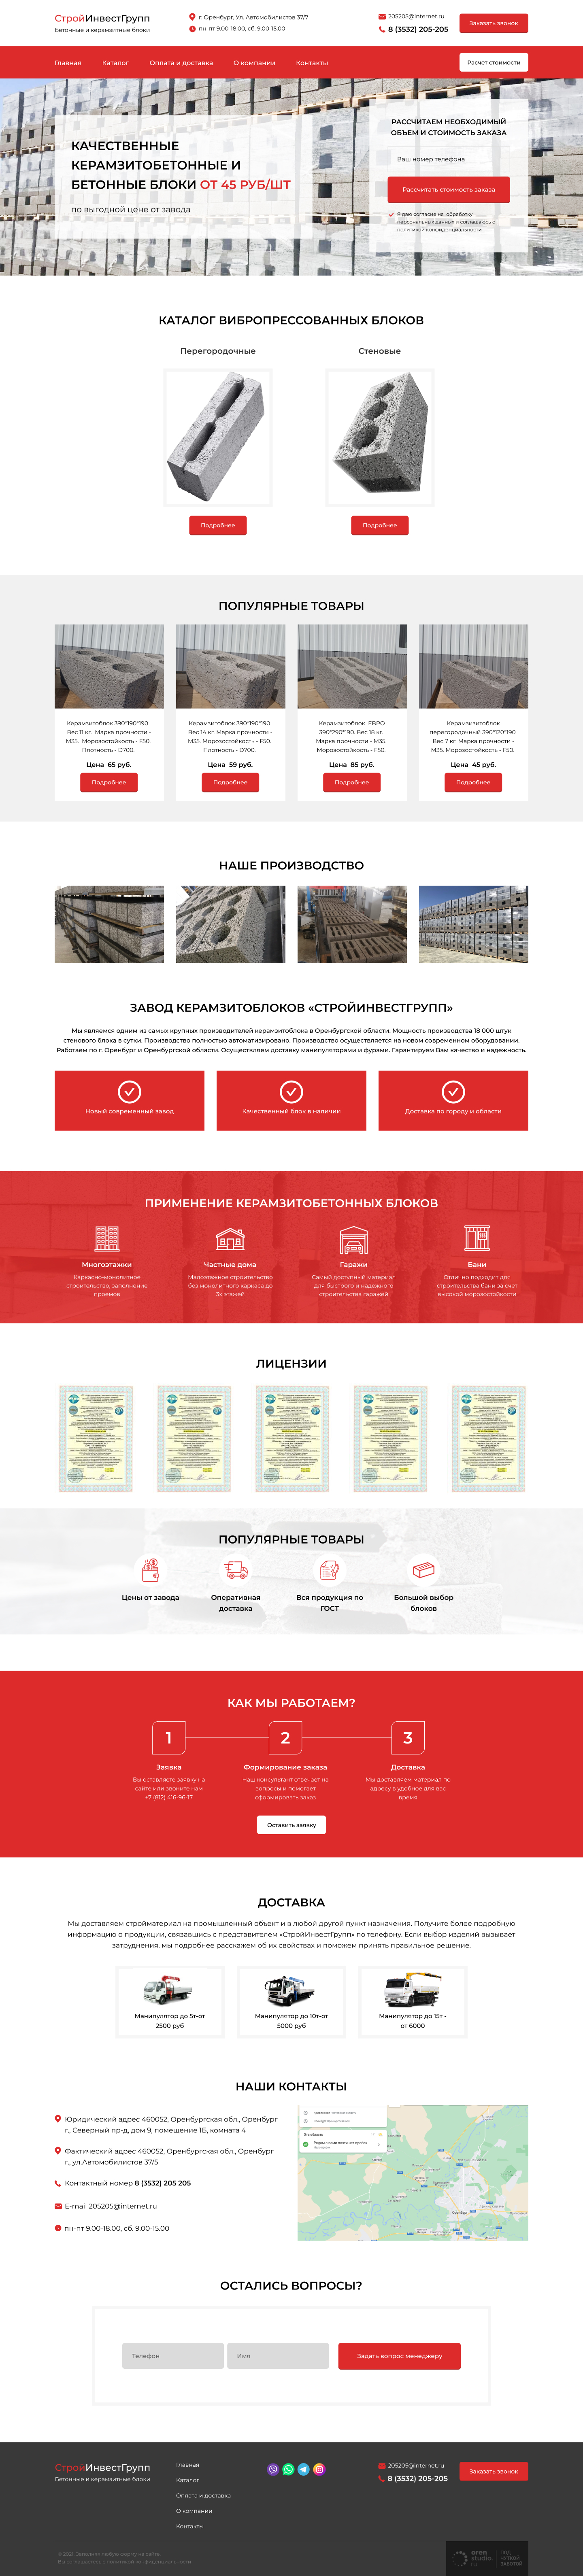 СтройИнвестГрупп
Бетонные и керамзитные блоки
г. Оренбург, Ул. Автомобилистов 37/7
пн-пт 9.00-18.00, сб. 9.00-15.00
205205@internet.ru
8 (3532) 205-205
Заказать звонок
Главная
Каталог
Оплата и доставка
О компании
Контакты
Расчет стоимости
КАЧЕСТВЕННЫЕ
КЕРАМЗИТОБЕТОННЫЕ И
БЕТОННЫЕ БЛОКИ ОТ 45 РУБ/ШТ
по выгодной цене от завода
РАССЧИТАЕМ НЕОБХОДИМЫЙ
ОБЪЕМ И СТОИМОСТЬ ЗАКАЗА
Ваш номер телефона
Рассчитать стоимость заказа
Я даю согласие на обработку
персональных данных и соглашаюсь с
политикой конфиденциальности
КАТАЛОГ ВИБРОПРЕССОВАННЫХ БЛОКОВ
Перегородочные
Стеновые
Подробнее
Подробнее
ПОПУЛЯРНЫЕ ТОВАРЫ
Керамзитоблок 390*190*190
Вес 11 кг. Марка прочности -
М35. Морозостойкость - F50.
Плотность - D700.
Цена 65 руб.
Подробнее
Керамзитоблок 390*190*190
Вес 14 кг. Марка прочности -
М35. Морозостойкость - F50.
Плотность - D700.
Цена 59 руб.
Подробнее
Керамзитоблок ЕВРО
390*290*190. Вес 18 кг.
Марка прочности - М35.
Морозостойкость - F50.
Цена 85 руб.
Подробнее
Керамзизитоблок
перегородочный 390*120*190
Вес 7 кг. Марка прочности -
М35. Морозостойкость - F50.
Цена 45 руб.
Подробнее
НАШЕ ПРОИЗВОДСТВО
ЗАВОД КЕРАМЗИТОБЛОКОВ «СТРОЙИНВЕСТГРУПП»
Мы являемся одним из самых крупных производителей керамзитоблока в Оренбургской области. Мощность производства 18 000 штук
стенового блока в сутки. Производство полностью автоматизировано. Производство осуществляется на новом современном оборудовании.
Работаем по г. Оренбург и Оренбургской области. Осуществляем доставку манипуляторами и фурами. Гарантируем Вам качество и надежность.
Новый современный завод
Качественный блок в наличии
Доставка по городу и области
ПРИМЕНЕНИЕ КЕРАМЗИТОБЕТОННЫХ БЛОКОВ
Многоэтажки
Каркасно-монолитное
строительство, заполнение
проемов
Частные дома
Малоэтажное строительство
без монолитного каркаса до
3х этажей
Гаражи
Самый доступный материал
для быстрого и надежного
строительства гаражей
Бани
Отлично подходит для
строительства бани за счет
высокой морозостойкости
ЛИЦЕНЗИИ
ПОПУЛЯРНЫЕ ТОВАРЫ
Цены от завода
Оперативная
доставка
Вся продукция по
ГОСТ
Большой выбор
блоков
КАК МЫ РАБОТАЕМ?
1
2
3
Заявка
Вы оставляете заявку на
сайте или звоните нам
+7 (812) 416-96-17
Формирование заказа
Наш консультант отвечает на
вопросы и помогает
сформировать заказ
Доставка
Мы доставляем материал по
адресу в удобное для вас
время
Оставить заявку
ДОСТАВКА
Мы доставляем стройматериал на промышленный объект и в любой другой пункт назначения. Получите более подробную
информацию о продукции, связавшись с представителем «СтройИнвестГрупп» по телефону. Если выбор изделий вызывает
затруднения, мы подробнее расскажем об их свойствах и поможем принять правильное решение.
Манипулятор до 5т-от
2500 руб
Манипулятор до 10т-от
5000 руб
Манипулятор до 15т -
от 6000
НАШИ КОНТАКТЫ
Юридический адрес 460052, Оренбургская обл., Оренбург
г., Северный пр-д, дом 9, помещение 1Б, комната 4
Фактический адрес 460052, Оренбургская обл., Оренбург
г., ул.Автомобилистов 37/5
Контактный номер 8 (3532) 205 205
E-mail 205205@internet.ru
пн-пт 9.00-18.00, сб. 9.00-15.00
ОСТАЛИСЬ ВОПРОСЫ?
Телефон
Имя
Задать вопрос менеджеру
СтройИнвестГрупп
Бетонные и керамзитные блоки
Главная
Каталог
Оплата и доставка
О компании
Контакты
205205@internet.ru
8 (3532) 205-205
Заказать звонок
© 2021. Заполняя любую форму на сайте,
Вы соглашаетесь с политикой конфиденциальности